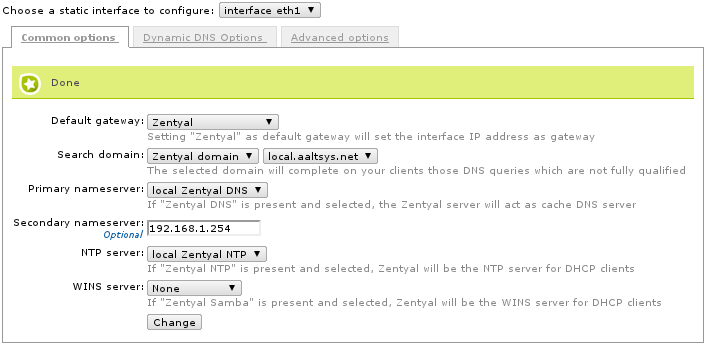 Choose a static interface to configure: interface eth1
Common options Dynamic DNS Options Advanced options
Done
Default gateway: Zentyal
Setting "Zentyal" as default gateway will set the interface IP address as gateway
Search domain: Zentyal domain local.aaltsys.net
The selected domain will complete on your clients those DNS queries which are not fully qualified
Primary nameserver: local Zentyal DNS
If "Zentyal DNS" is present and selected, the Zentyal server will act as cache DNS server
Secondary nameserver: 192.168.1.254
Optional
NTP server: local Zentyal NTP
If "Zentyal NTP" is present and selected, Zentyal will be the NTP server for DHCP clients
WINS server: None
If "Zentyal Samba" is present and selected, Zentyal will be the WINS server for DHCP clients
Change